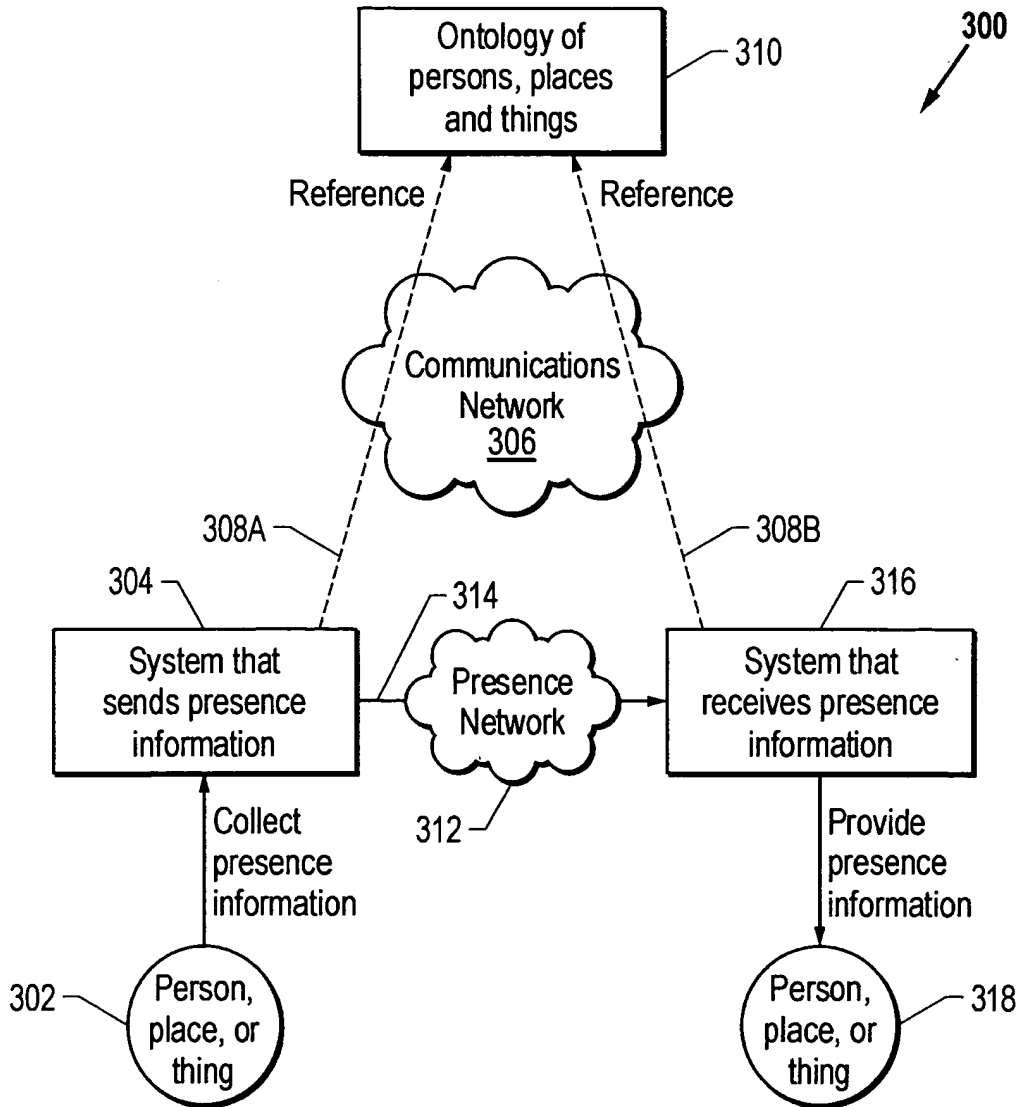 300
Ontology of
persons, places
and things
310
Reference
Reference
Communications
Network
306
308A
308B
304
314
316
System that
sends presence
information
Presence
Network
System that
receives presence
information
312
Collect
presence
information
Provide
presence
information
302
Person,
place, or
thing
Person,
place, or
thing
318